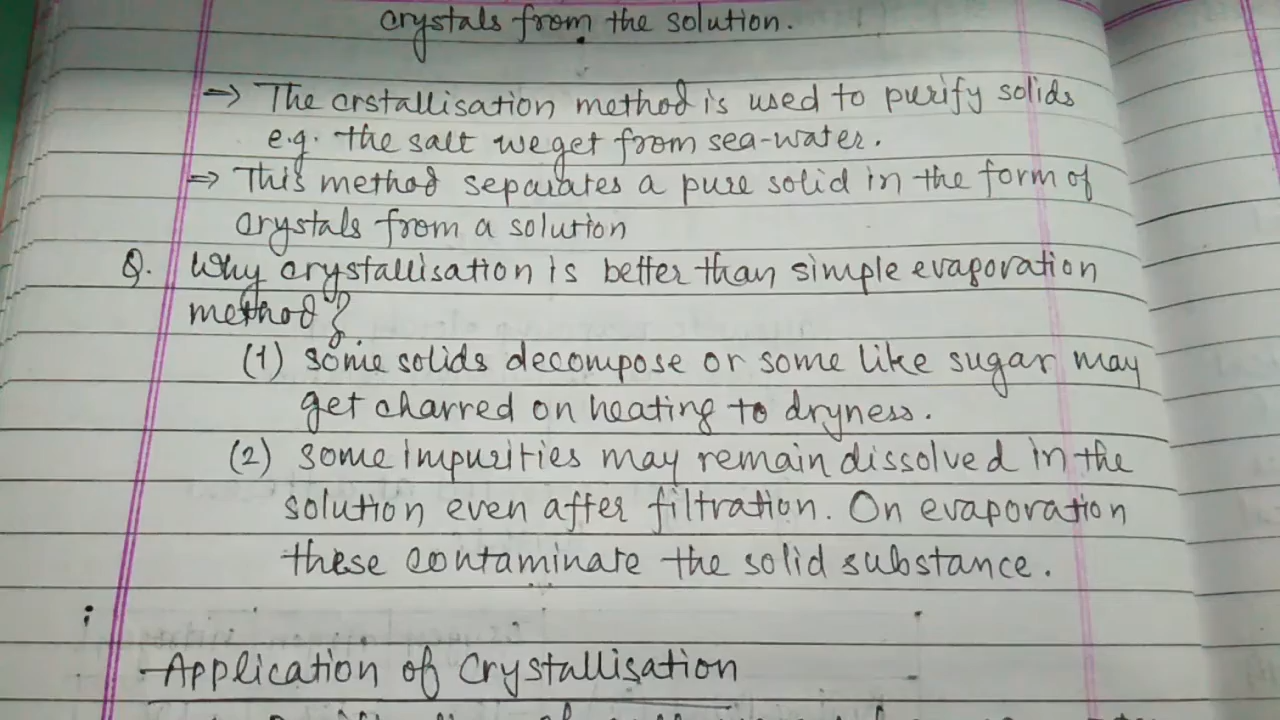 crystals from the solution.
→ The crstallisation method is used to purify solids
e.g. the salt we get from sea-water.
⇒ This method separates a pure solid in the form of
crystals from a solution
Q. Why crystallisation is better than simple evaporation
method?
(1) some solids decompose or some like sugar may
get charred on heating to dryness.
(2) some impurities may remain dissolved in the
solution even after filtration. On evaporation
these contaminate the solid substance.
Application of Crystallisation